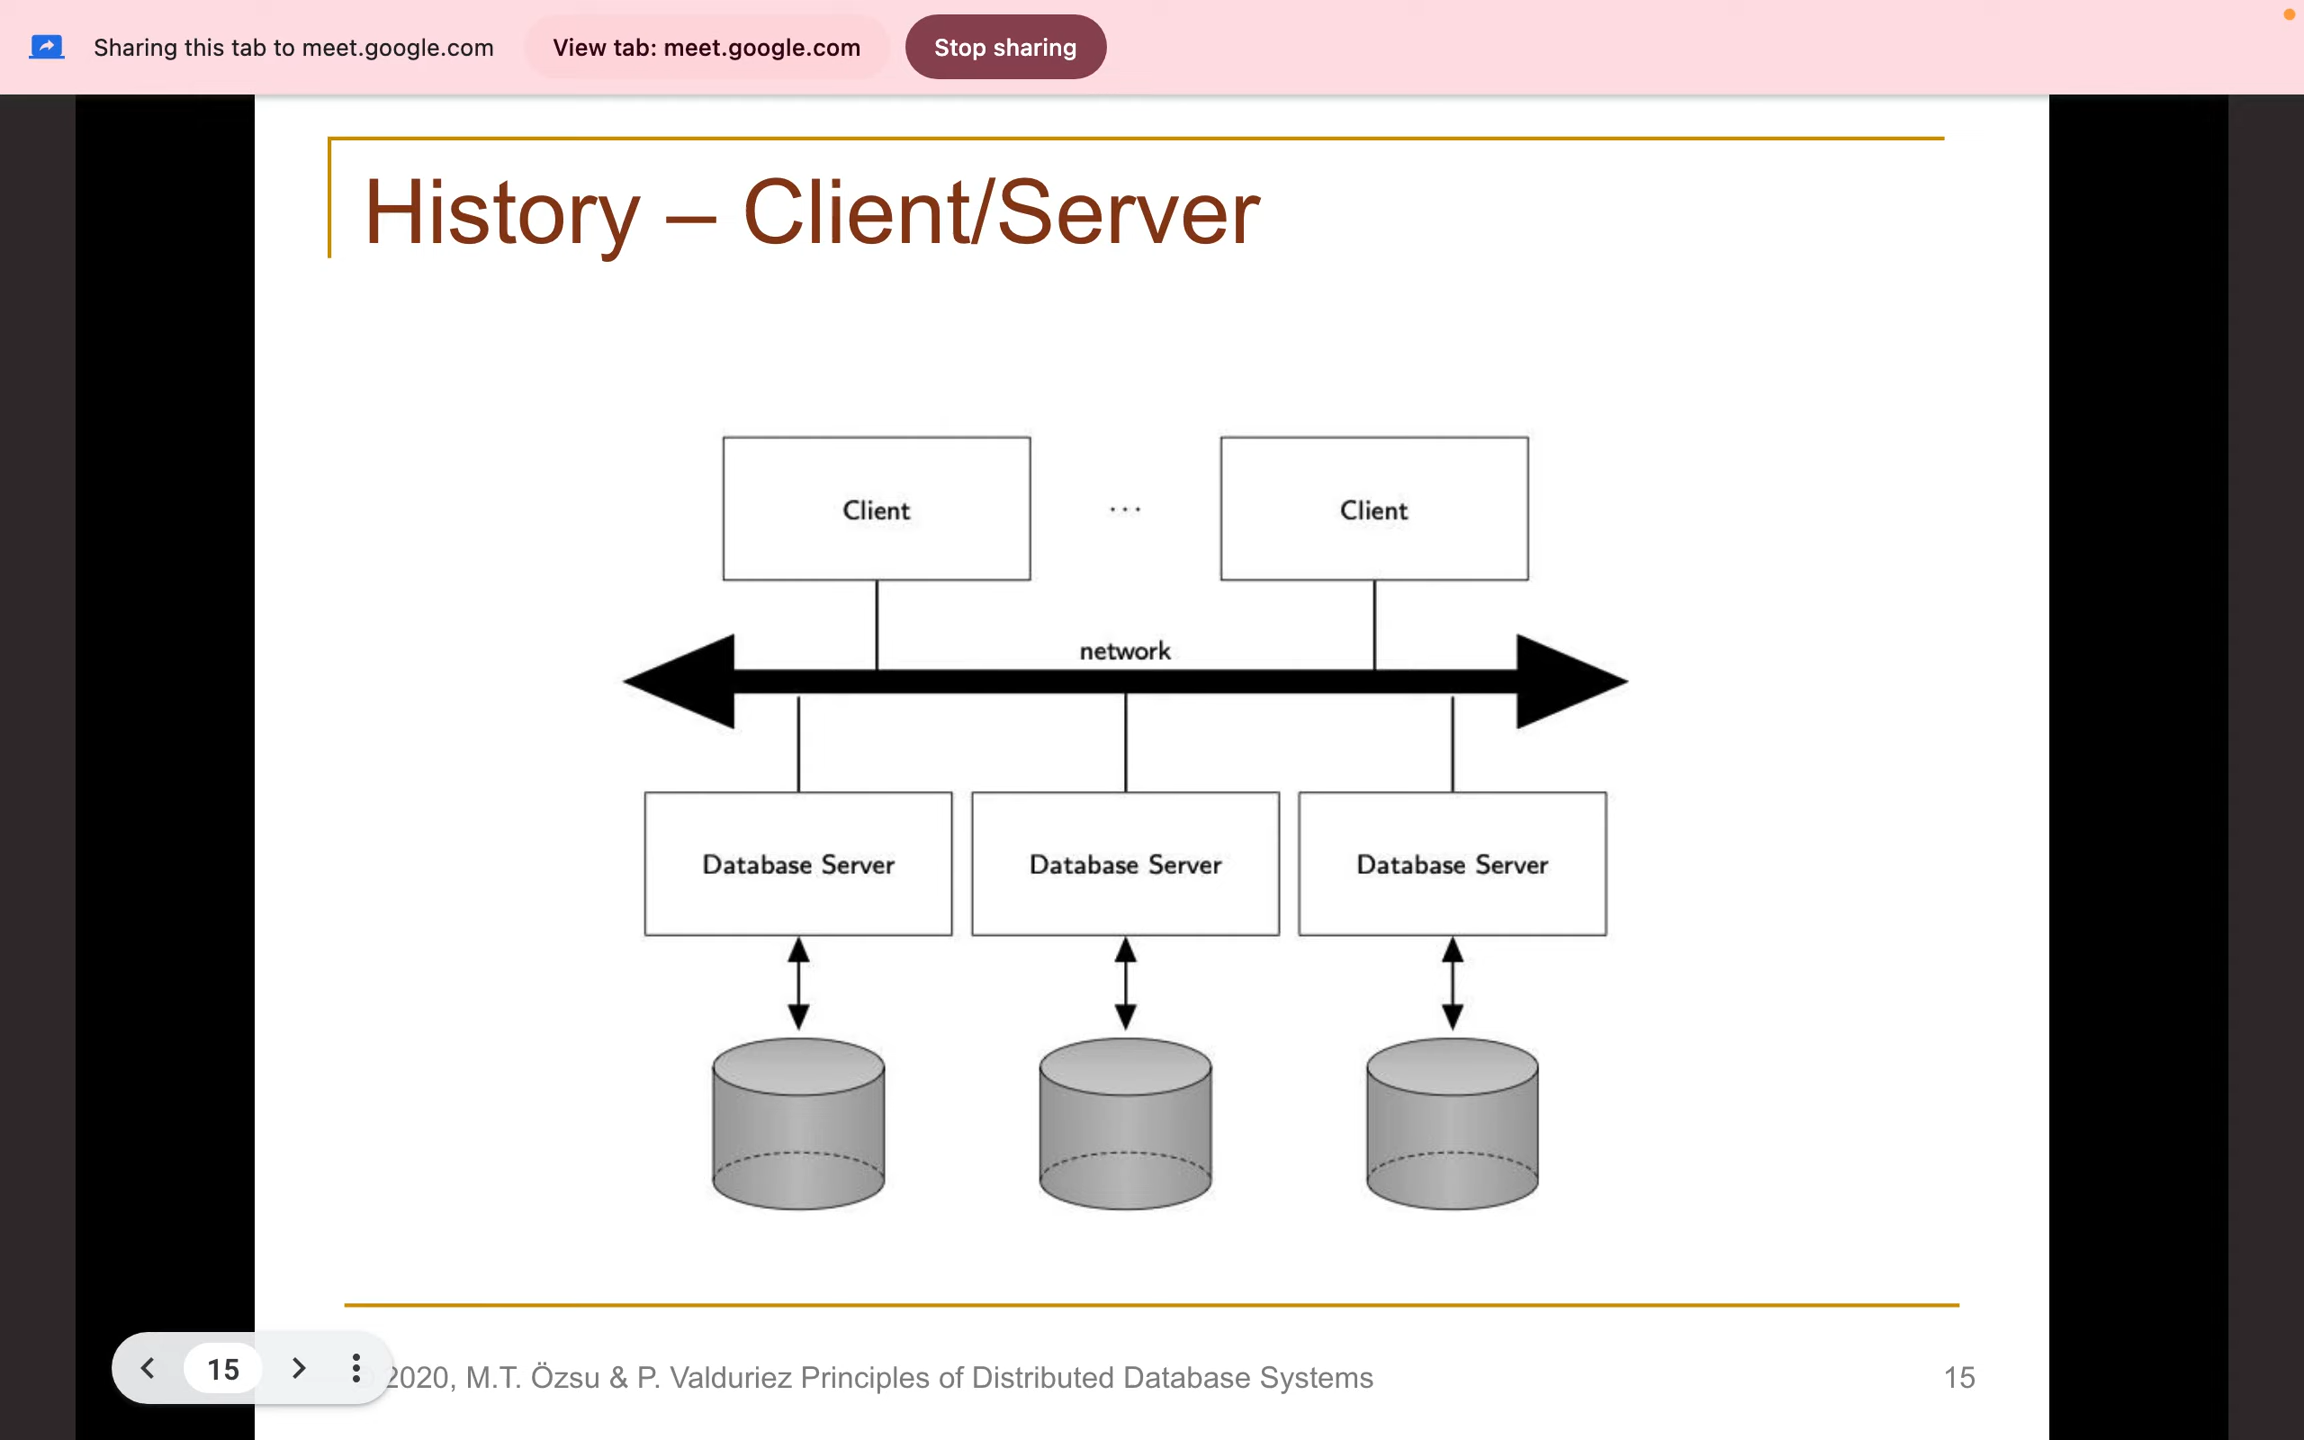 Sharing this tab to meet.google.com View tab: meet.google.com Stop sharing
History – Client/Server
Client ... Client
network
Database Server Database Server Database Server
15
2020, M.T. Özsu & P. Valduriez Principles of Distributed Database Systems 15